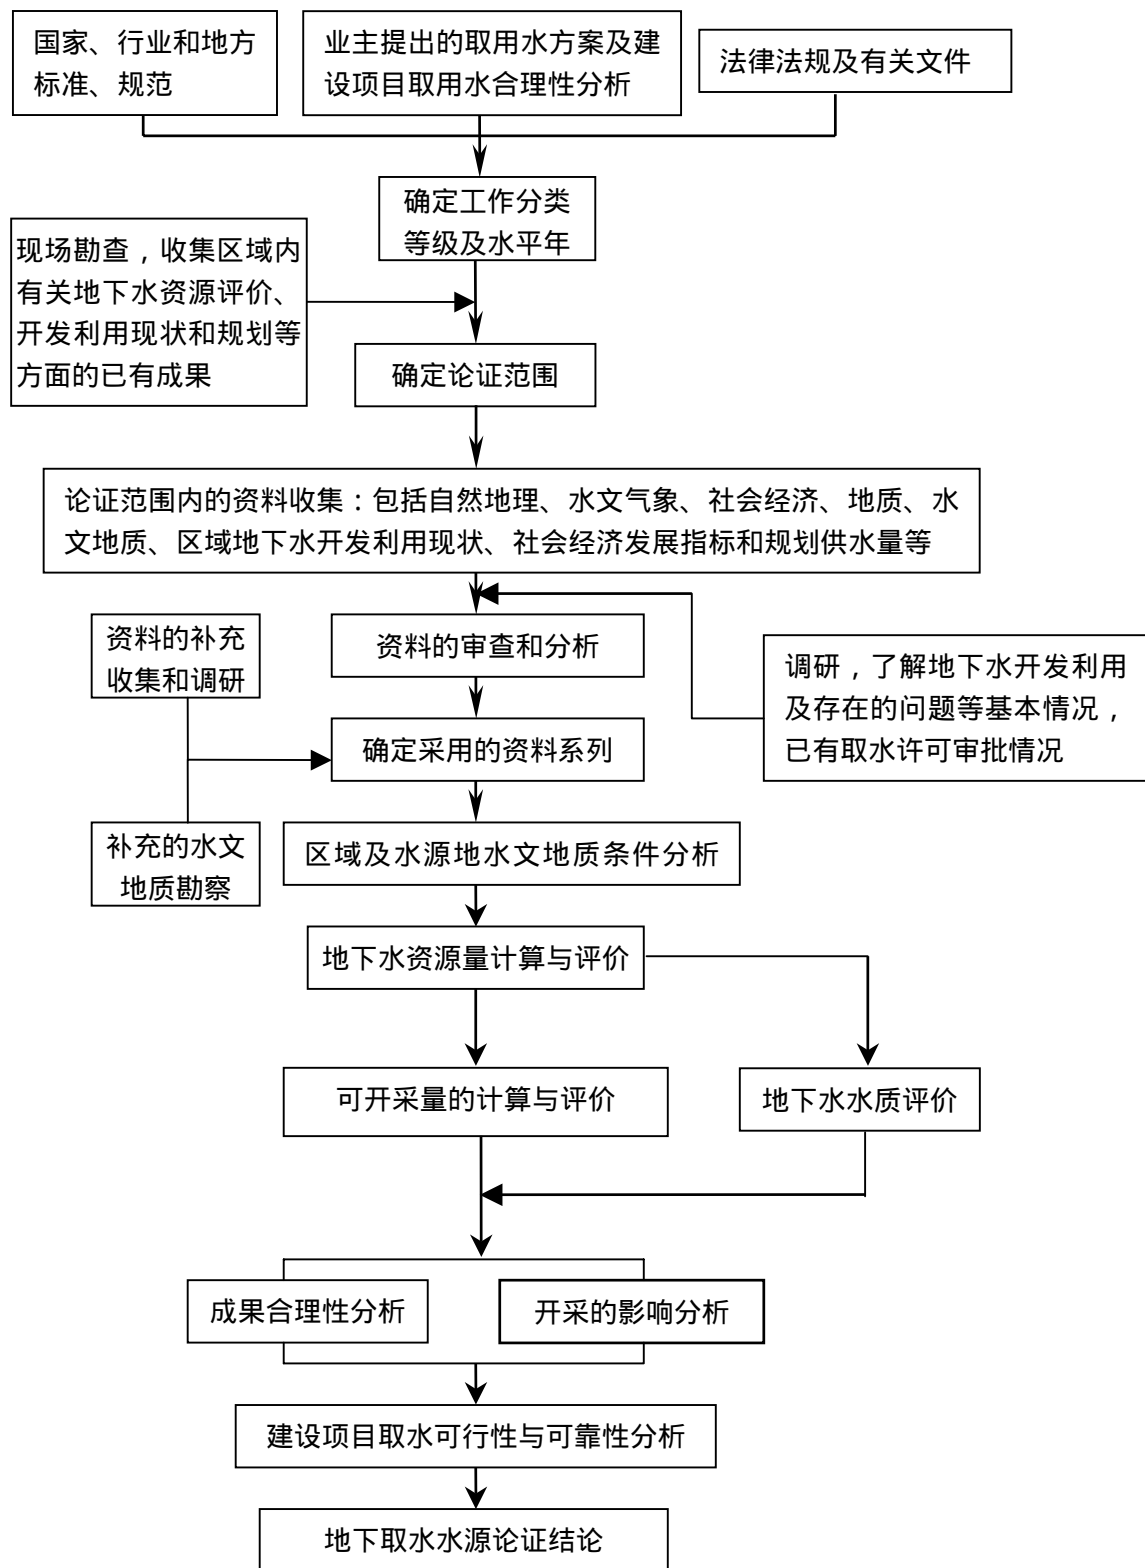 国家、行业和地方
标准、规范
业主提出的取用水方案及建
设项目取用水合理性分析
法律法规及有关文件
确定工作分类
等级及水平年
现场勘查，收集区域内
有关地下水资源评价、
开发利用现状和规划等
方面的已有成果
确定论证范围
论证范围内的资料收集：包括自然地理、水文气象、社会经济、地质、水
文地质、区域地下水开发利用现状、社会经济发展指标和规划供水量等
资料的补充
收集和调研
资料的审查和分析
调研，了解地下水开发利用
及存在的问题等基本情况，
已有取水许可审批情况
确定采用的资料系列
补充的水文
地质勘察
区域及水源地水文地质条件分析
地下水资源量计算与评价
可开采量的计算与评价
地下水水质评价
成果合理性分析
开采的影响分析
建设项目取水可行性与可靠性分析
地下取水水源论证结论